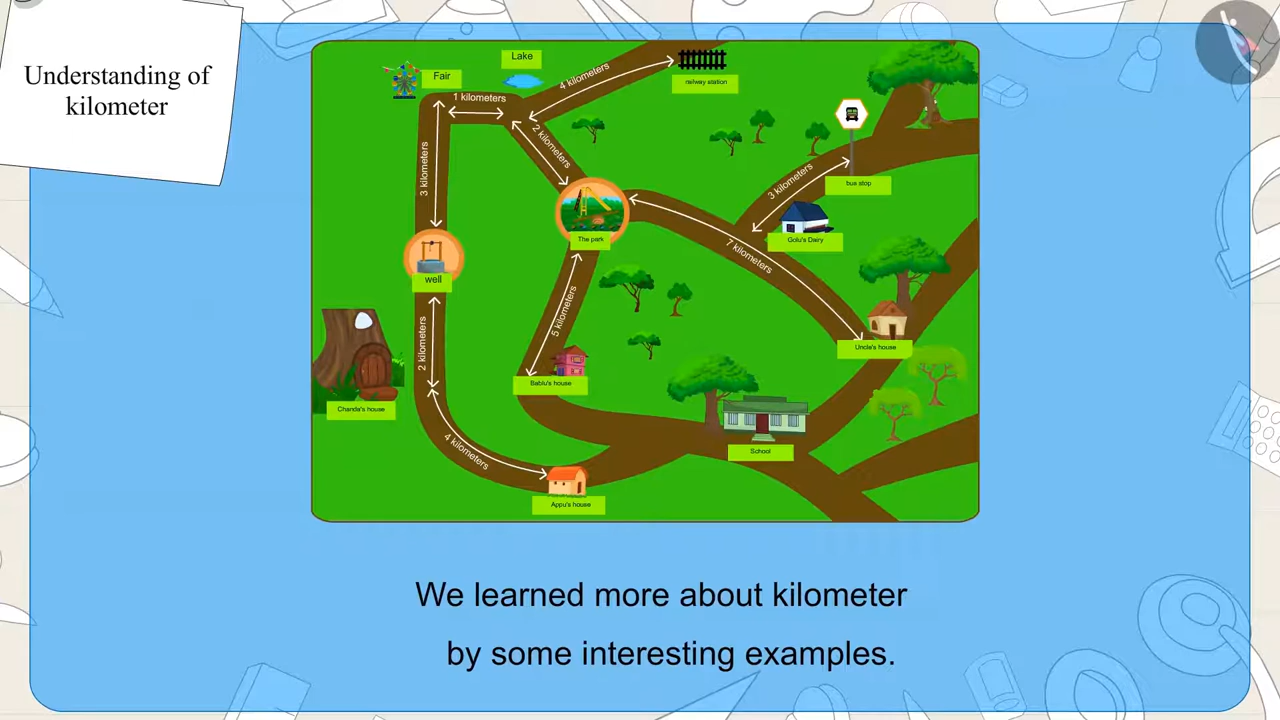 Understanding of
kilometer
Lake
Fair
4 kilometers
railway station
1 kilometers
2 kilometers
3 kilometers
3 kilometers
bus stop
The park
Golu's Dairy
7 kilometers
well
5 kilometers
2 kilometers
Uncle's house
Bablu's house
Chanda's house
4 kilometers
School
Appu's house
We learned more about kilometer
by some interesting examples.